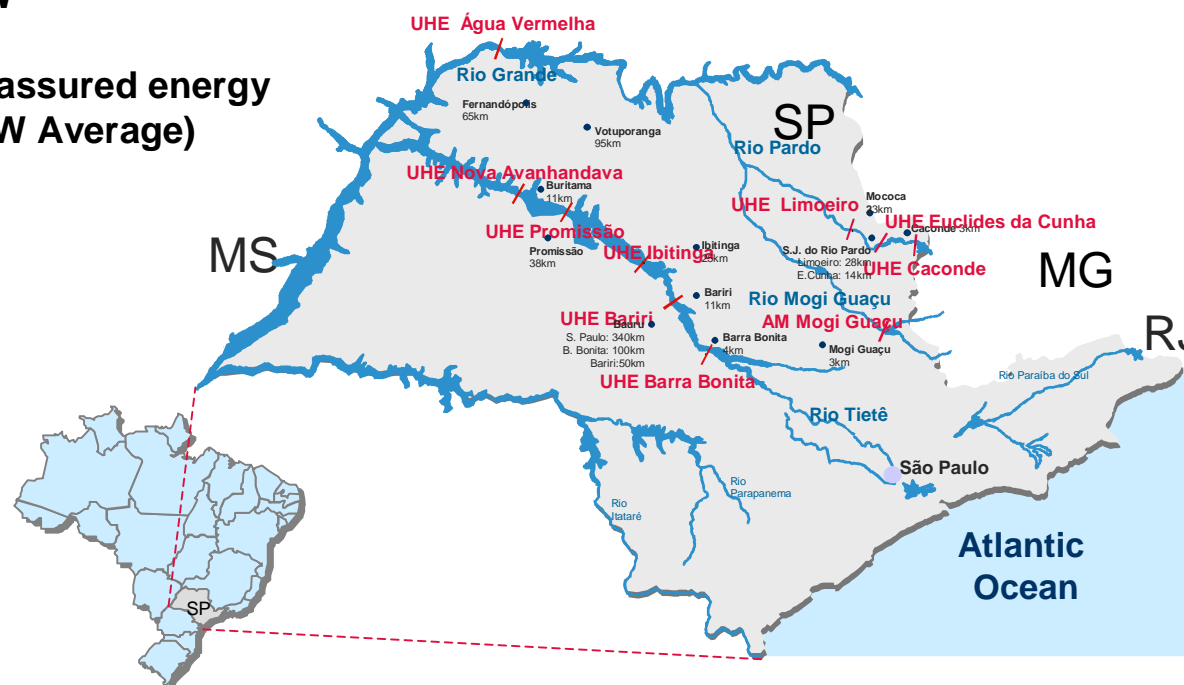 UHE Água Vermelha
assured energy
W Average)
Rio Grande
Fernandópolis
65km
Votuporanga
95km
SP
Rio Pardo
UHE Nova Avanhandava
Buritama
11km
UHE Promissão
Promissão
38km
MS
UHE Ibitinga
Ibitinga
25km
UHE Limoeiro
Mococa
23km
UHE Euclides da Cunha
Caconde 3km
S.J. do Rio Pardo
Limoeiro: 28km
E.Cunha: 14km
UHE Caconde
MG
Bariri
11km
Rio Mogi Guaçu
UHE Bariri
Bauru
S. Paulo: 340km
B. Bonita: 100km
Bariri:50km
AM Mogi Guaçu
Barra Bonita
4km
Mogi Guaçu
3km
UHE Barra Bonita
RJ
Rio Paraíba do Sul
Rio Tietê
São Paulo
Rio
Parapanema
Rio
Itataré
Atlantic
Ocean
SP